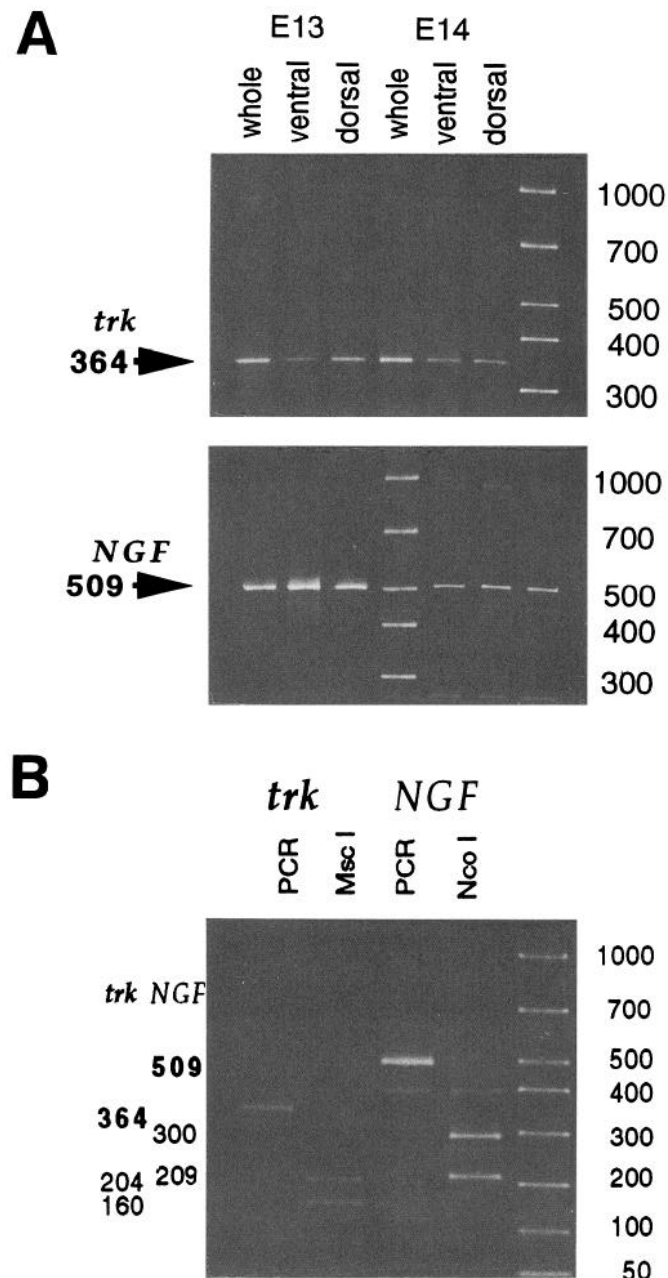 A
E13 E14
whole ventral dorsal whole ventral dorsal
1000
700
500
trk
400
364
300
1000
NGF
700
509
500
400
300
B
trk NGF
PCR Msc I PCR Nco I
1000
trk NGF
700
509
500
400
364
300
300
204 209
200
160
100
50